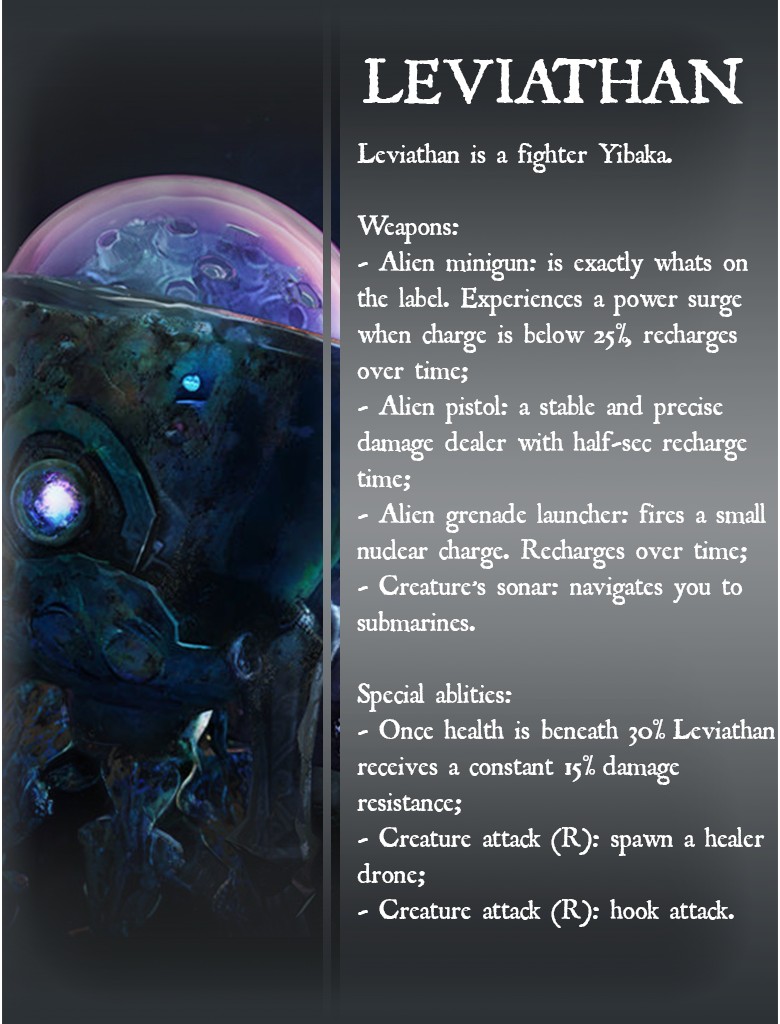 LEVIATHAN
Leviathan is a fighter Yibaka.
Weapons:
- Alien minigun: is exactly whats on
the label. Experiences a power surge
when charge is below 25%, recharges
over time;
- Alien pistol: a stable and precise
damage dealer with half-sec recharge
time;
- Alien grenade launcher: fires a small
nuclear charge. Recharges over time;
- Creature's sonar: navigates you to
submarines.
Special ablities:
- Once health is beneath 30% Leviathan
receives a constant 15% damage
resistance;
- Creature attack (R): spawn a healer
drone;
- Creature attack (R): hook attack.